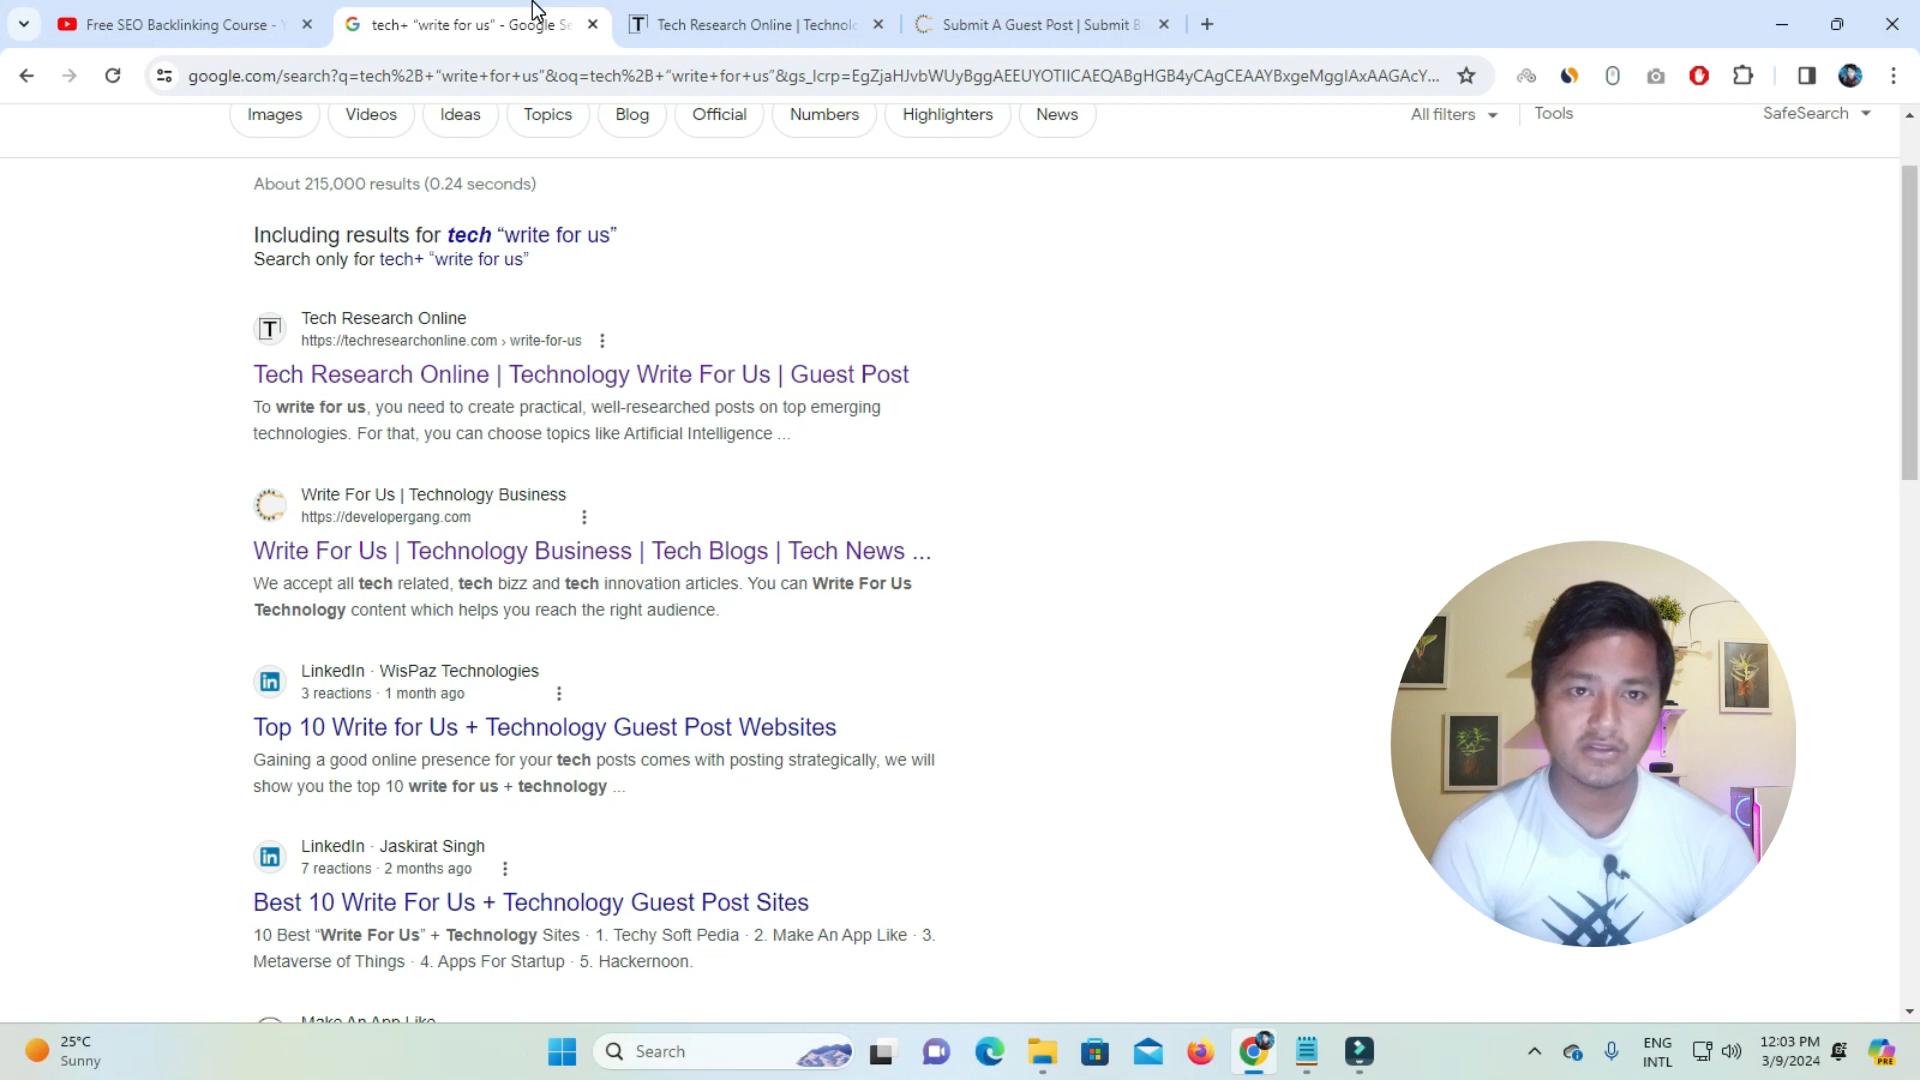 Free SEO Backlinking Course -
tech+ “write for us” - Google Se
Tech Research Online | Technolo
Submit A Guest Post | Submit B
google.com/search?q=tech%2B+“write+for+us”&oq=tech%2B+“write+for+us”&gs_lcrp=EgZjaHJvbWUyBggAEEUYOTIICAEQABgHGB4yCAgCEAAYBxgeMggIAxAAGAcY...
Images
Videos
Ideas
Topics
Blog
Official
Numbers
Highlighters
News
All filters
Tools
SafeSearch
About 215,000 results (0.24 seconds)
Including results for tech “write for us”
Search only for tech+ “write for us”
Tech Research Online
https://techresearchonline.com › write-for-us
Tech Research Online | Technology Write For Us | Guest Post
To write for us, you need to create practical, well-researched posts on top emerging
technologies. For that, you can choose topics like Artificial Intelligence ...
Write For Us | Technology Business
https://developergang.com
Write For Us | Technology Business | Tech Blogs | Tech News ...
We accept all tech related, tech bizz and tech innovation articles. You can Write For Us
Technology content which helps you reach the right audience.
LinkedIn · WisPaz Technologies
3 reactions · 1 month ago
Top 10 Write for Us + Technology Guest Post Websites
Gaining a good online presence for your tech posts comes with posting strategically, we will
show you the top 10 write for us + technology ...
LinkedIn · Jaskirat Singh
7 reactions · 2 months ago
Best 10 Write For Us + Technology Guest Post Sites
10 Best “Write For Us” + Technology Sites · 1. Techy Soft Pedia · 2. Make An App Like · 3.
Metaverse of Things · 4. Apps For Startup · 5. Hackernoon.
Make An App Like
25°C
Sunny
Search
ENG
INTL
12:03 PM
3/9/2024
PRE